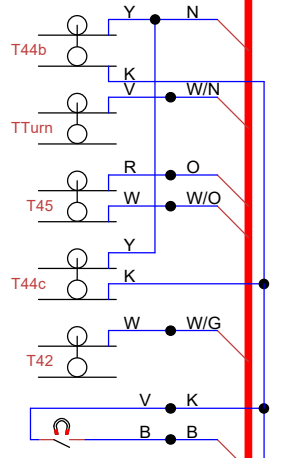 Y N
T44b
K
V W/N
TTurn
R O
W W/O
T45
Y
T44c
K
W W/G
T42
V K
B B